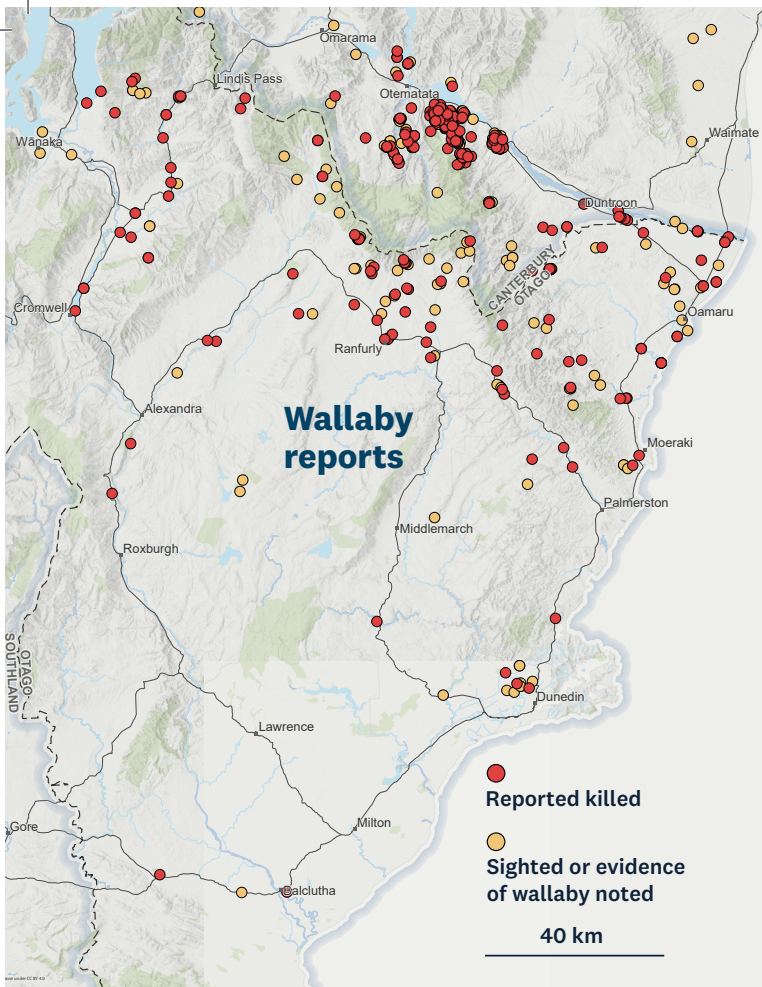 Omarama
Lindis Pass
Otematata
Wānaka
Waimate
Duntroon
CANTERBURY
OTAGO
Cromwell
Oamaru
Ranfurly
Wallaby
reports
Alexandra
Moeraki
Palmerston
Middlemarch
Roxburgh
OTAGO
SOUTHLAND
Dunedin
Lawrence
Reported killed
Gore
Milton
Sighted or evidence
of wallaby noted
Balclutha
40 km